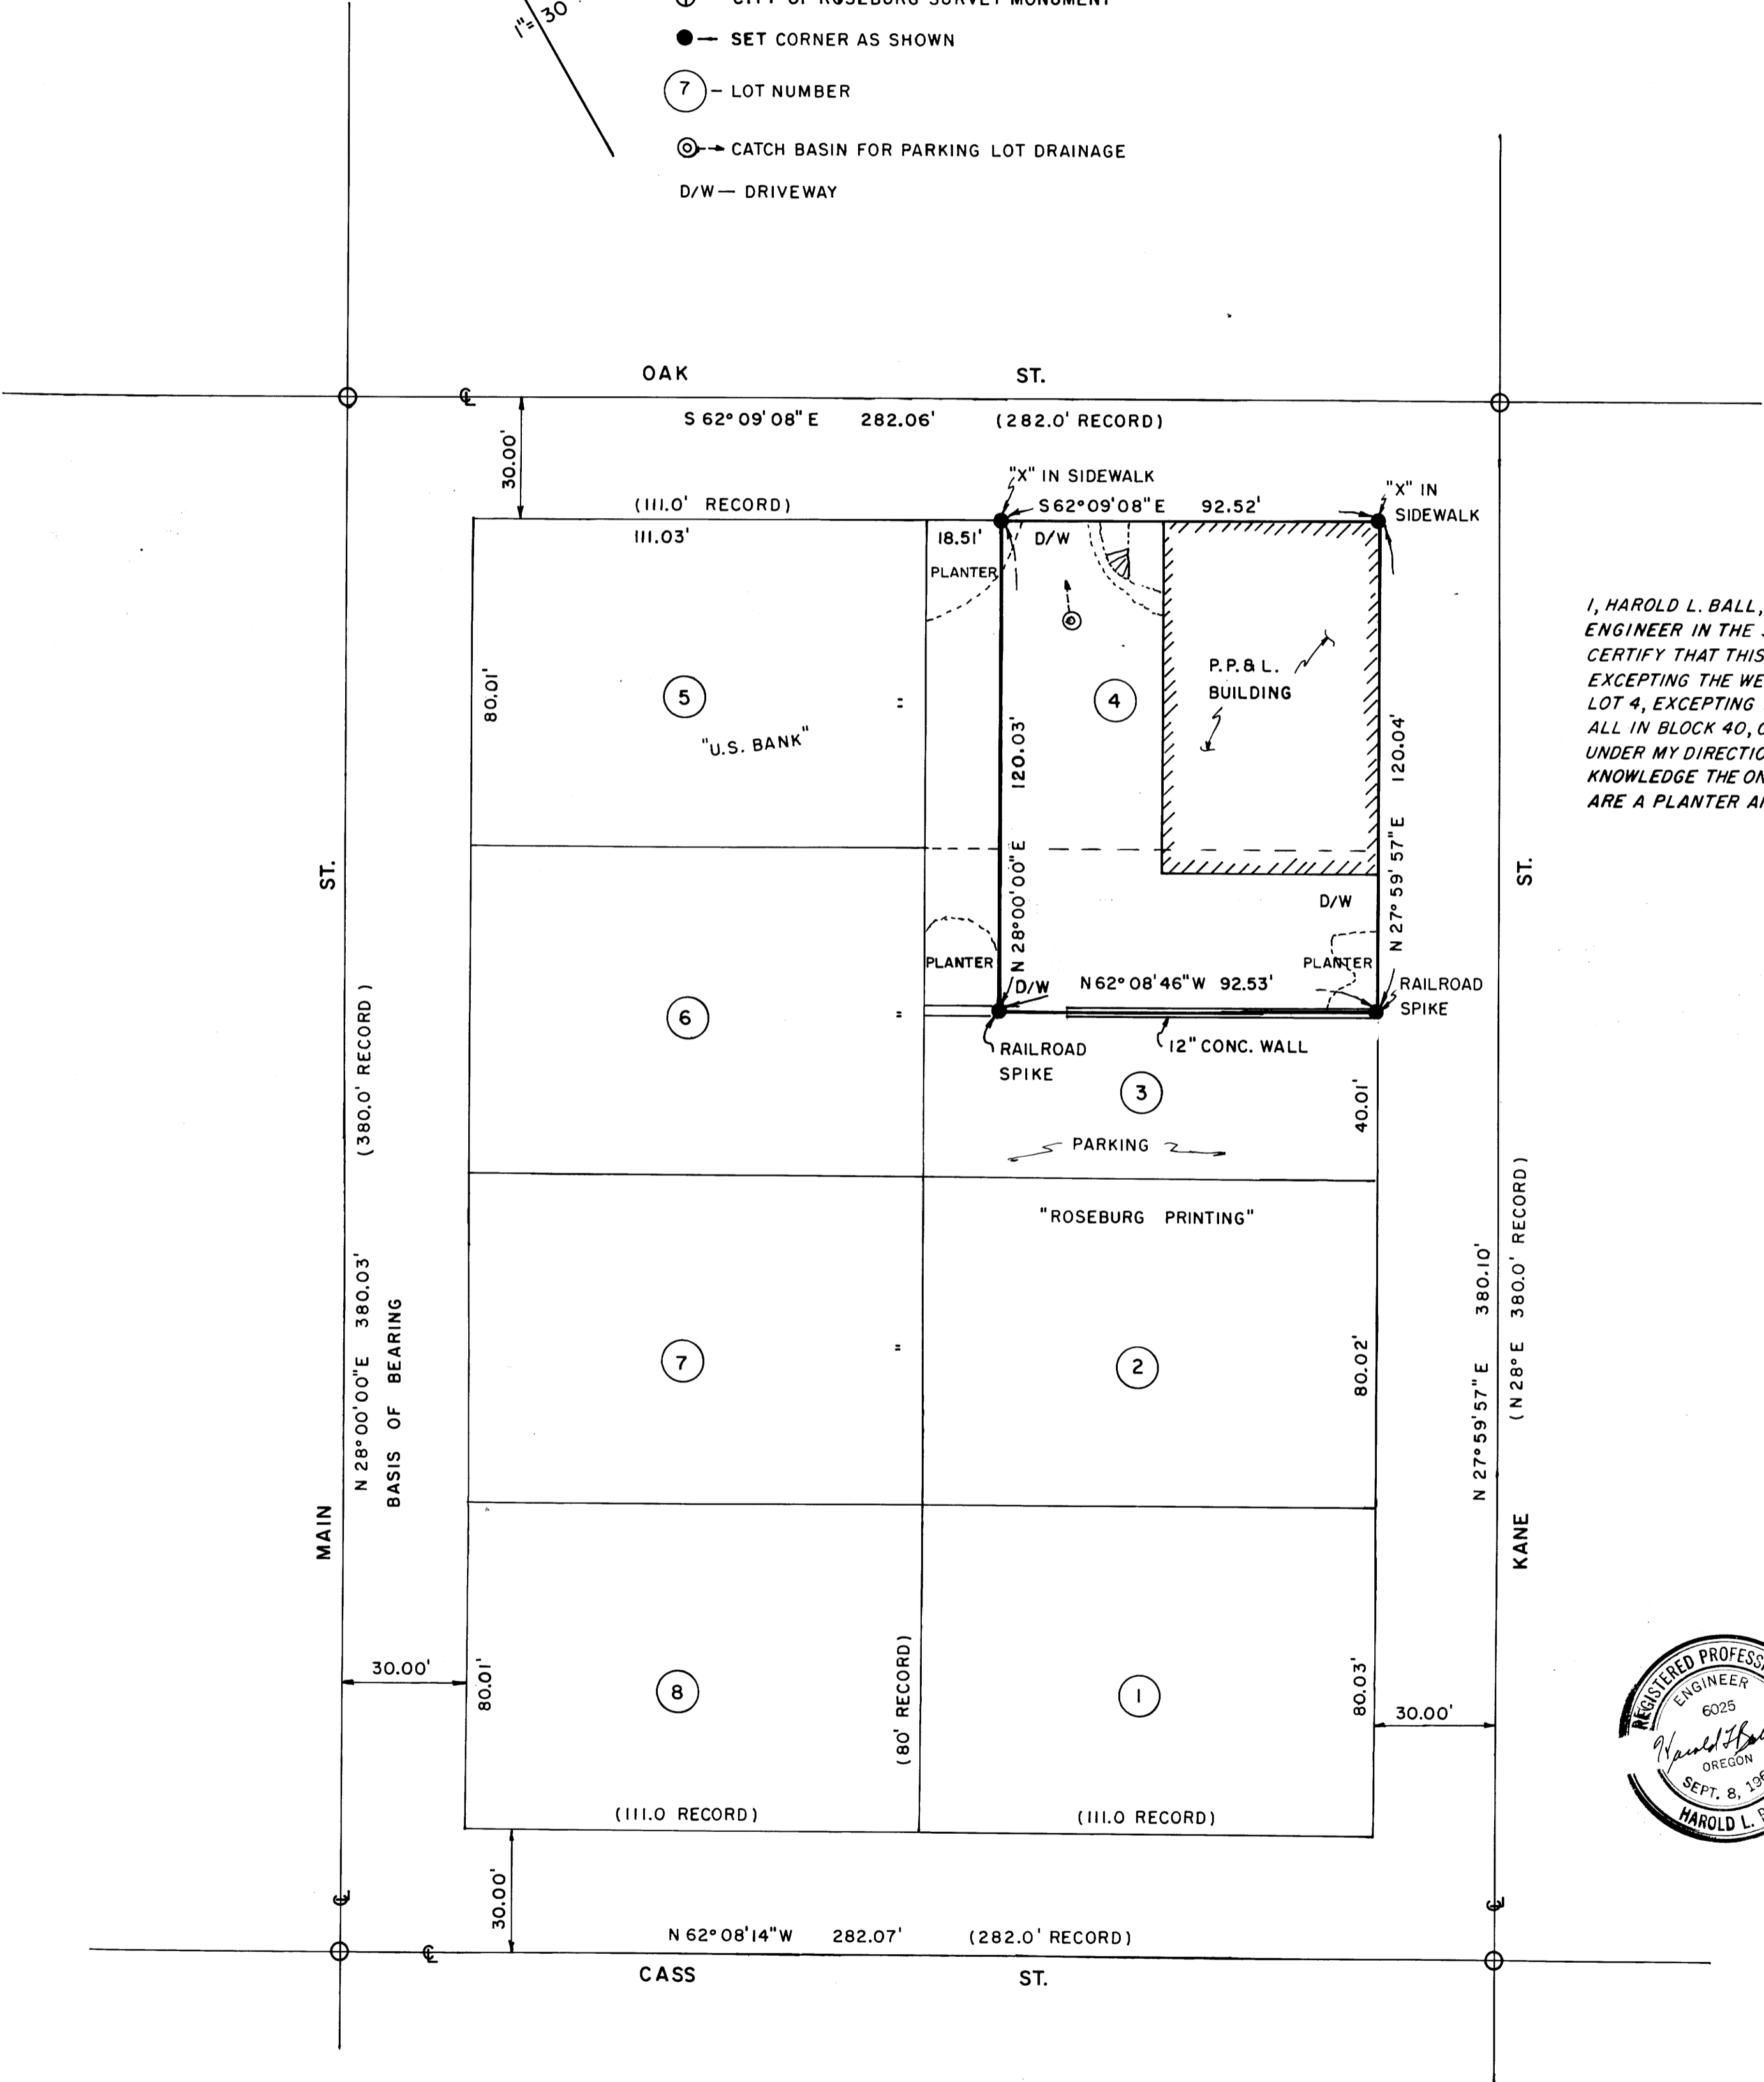 1"= 30
CITY OF ROSEBURG SURVEY MONUMENT
SET CORNER AS SHOWN
7 - LOT NUMBER
CATCH BASIN FOR PARKING LOT DRAINAGE
D/W — DRIVEWAY
OAK ST.
S 62° 09' 08" E 282.06' (282.0' RECORD)
30.00'
"X" IN SIDEWALK
"X" IN
SIDEWALK
(111.0' RECORD)
S 62° 09' 08" E 92.52'
111.03'
18.51'
D/W
PLANTER
I, HAROLD L. BALL,
ENGINEER IN THE
CERTIFY THAT THIS
EXCEPTING THE WE
LOT 4, EXCEPTING
ALL IN BLOCK 40,
UNDER MY DIRECTIO
KNOWLEDGE THE ON
ARE A PLANTER A
80.01'
5
"U.S. BANK"
"
4
P.P. & L.
BUILDING
120.03'
N 28° 00' 00" E
120.04'
N 27° 59' 57" E
ST.
ST.
D/W
PLANTER
PLANTER
D/W
N 62° 08' 46" W 92.53'
RAILROAD
SPIKE
6
"
RAILROAD
SPIKE
12" CONC. WALL
3
40.01'
PARKING
(380.0' RECORD)
"ROSEBURG PRINTING"
N 28° 00' 00" E 380.03'
BASIS OF BEARING
7
"
2
80.02'
N 27° 59' 57" E 380.10'
(N 28° E 380.0' RECORD)
MAIN
KANE
30.00'
80.01'
8
(80' RECORD)
1
80.03'
30.00'
REGISTERED PROFESS
ENGINEER
6025
Harold L Ba
OREGON
SEPT. 8, 196
HAROLD L.
(111.0 RECORD)
(111.0 RECORD)
30.00'
N 62° 08' 14" W 282.07' (282.0' RECORD)
CASS ST.